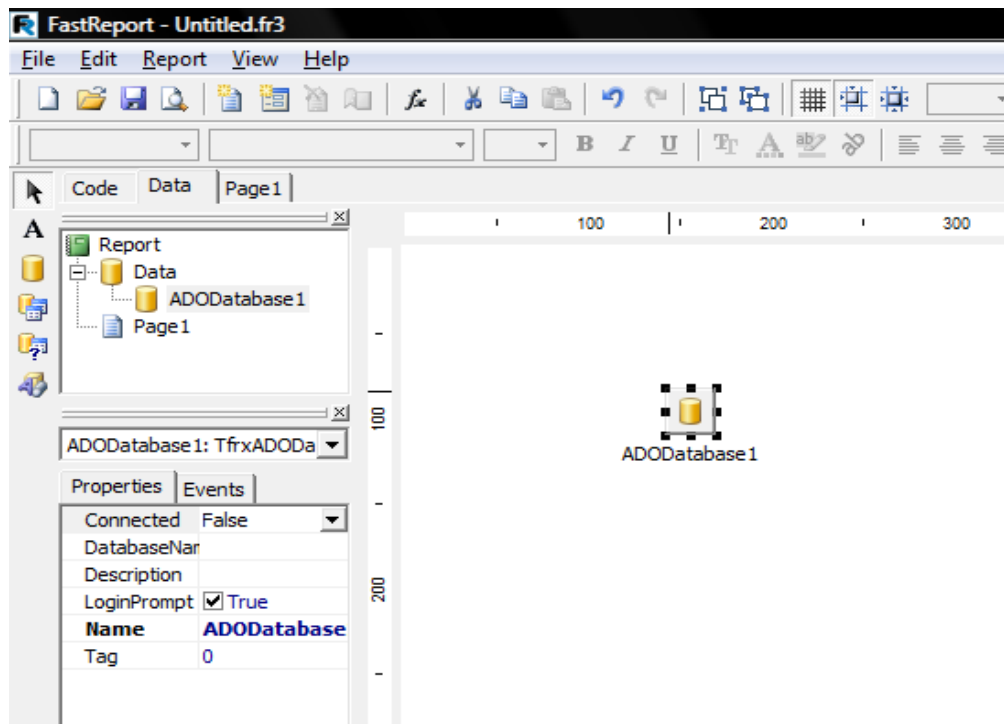 FastReport - Untitled.fr3
File Edit Report View Help
B I U
Code Data Page1
100 200 300
A
Report
Data
ADODatabase1
Page1
100
ADODatabase1: TfrxADODa
ADODatabase1
Properties Events
Connected False
DatabaseNar
Description
200
LoginPrompt True
Name ADODatabase
Tag 0